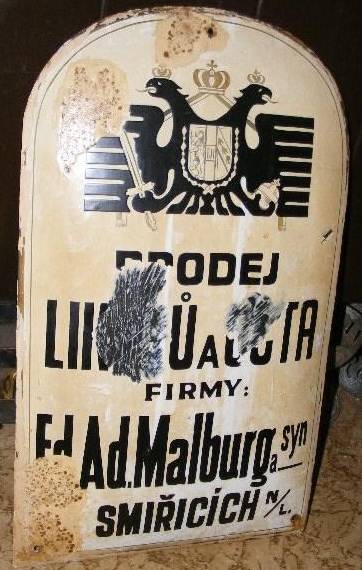 PRODEJ
A
FIRMY:
Ed. Ad. Malburg a syn
SMIŘICÍCH N/L.